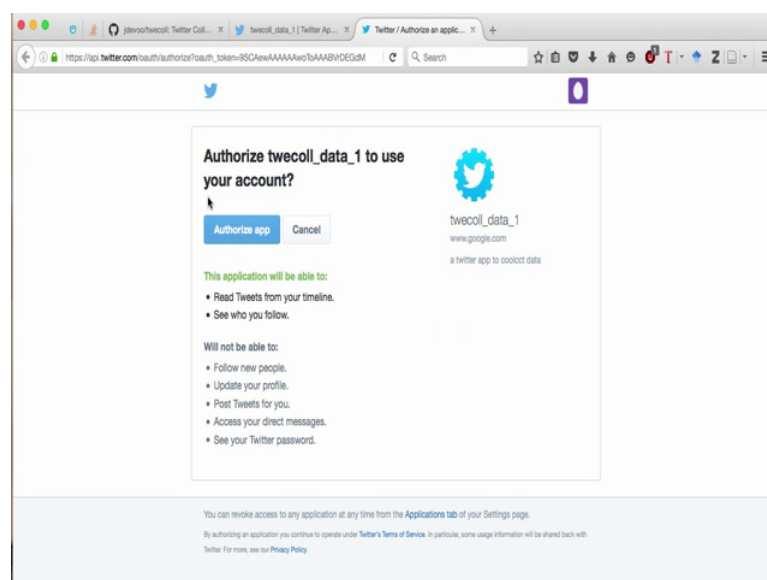 jdevoo/twecoll: Twitter Coll...
twecoll_data_1 | Twitter Ap...
Twitter / Authorize an applic...
https://api.twitter.com/oauth/authorize?oauth_token=
Search
Authorize twecoll_data_1 to use
your account?
Authorize app
Cancel
twecoll_data_1
www.google.com
a twitter app to coolcct data
This application will be able to:
• Read Tweets from your timeline.
• See who you follow.
Will not be able to:
• Follow new people.
• Update your profile.
• Post Tweets for you.
• Access your direct messages.
• See your Twitter password.
You can revoke access to any application at any time from the Applications tab of your Settings page.
By authorizing an application you continue to operate under Twitter's Terms of Service. In particular, some usage information will be shared back with
Twitter. For more, see our Privacy Policy.